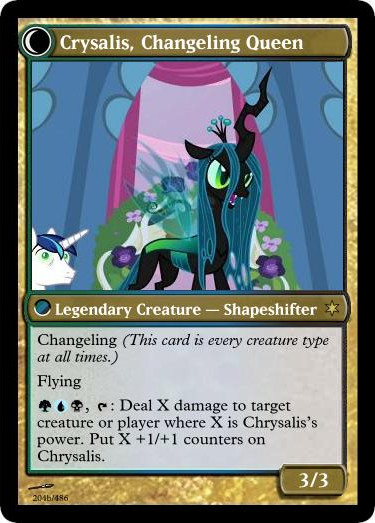 Crysalis, Changeling Queen
Legendary Creature — Shapeshifter
Changeling (This card is every creature type
at all times.)
Flying
, : Deal X damage to target
creature or player where X is Chrysalis's
power. Put X +1/+1 counters on
Chrysalis.
3/3
204b/486